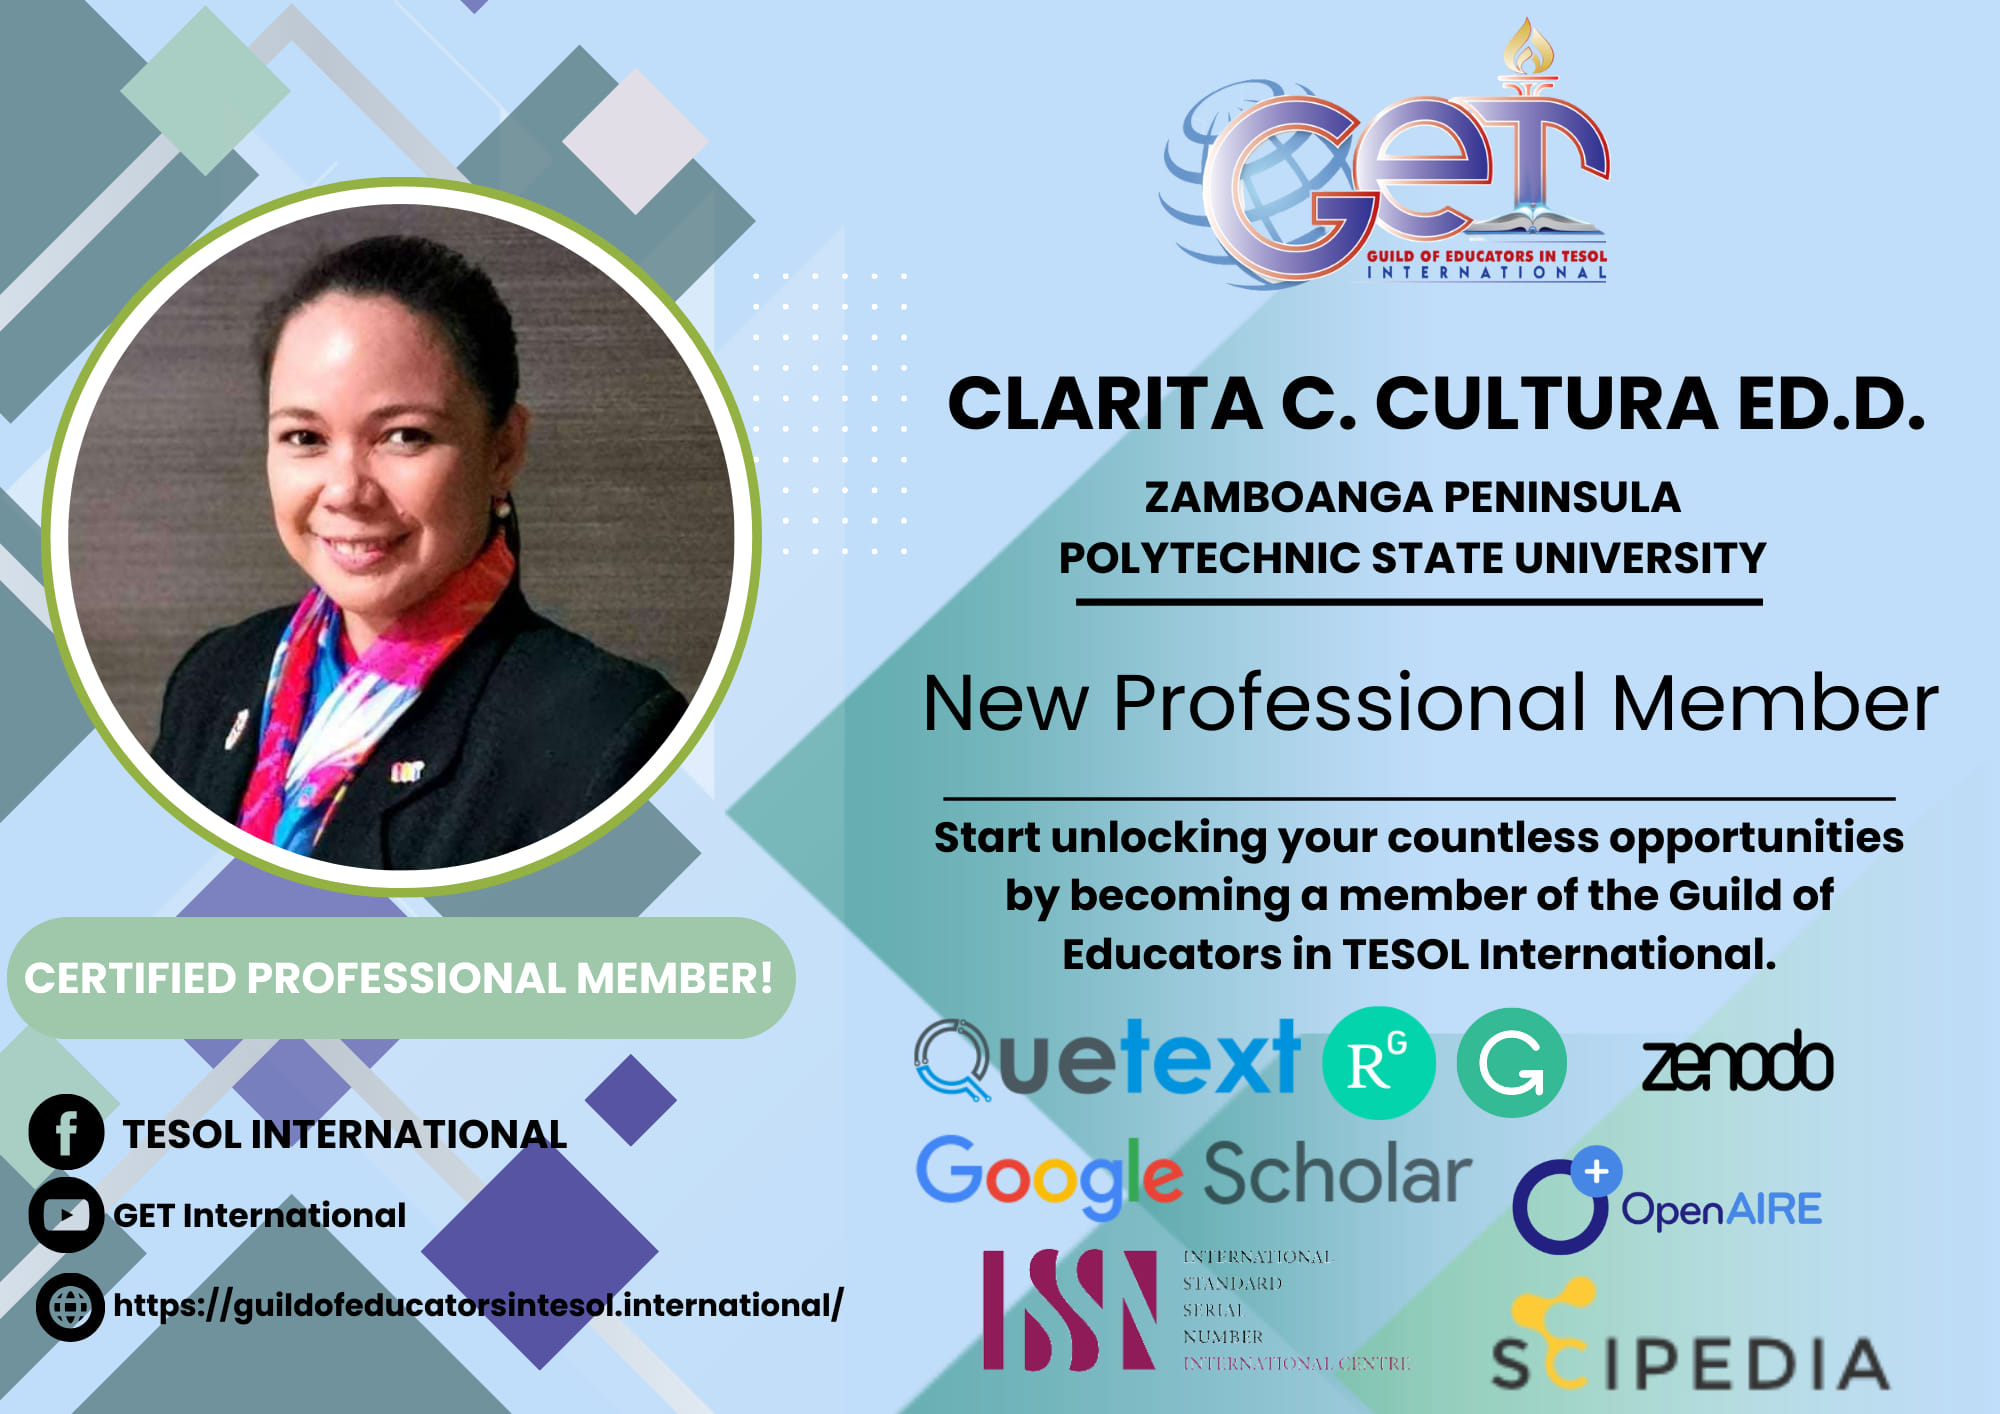 GET
GUILD OF EDUCATORS IN TESOL
INTERNATIONAL
CLARITA C. CULTURA ED.D.
ZAMBOANGA PENINSULA
POLYTECHNIC STATE UNIVERSITY
New Professional Member
Start unlocking your countless opportunities
by becoming a member of the Guild of
Educators in TESOL International.
CERTIFIED PROFESSIONAL MEMBER!
f TESOL INTERNATIONAL
GET International
https://guildofeducatorsintesol.international/
Quetext RG G zenodo
Google Scholar
OpenAIRE
ISSN
INTERNATIONAL
STANDARD
SERIAL
NUMBER
INTERNATIONAL CENTRE
SCIPEDIA